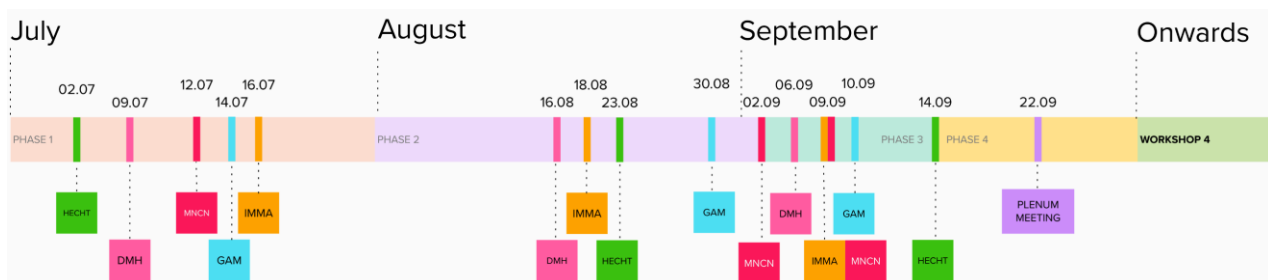 July
August
September
Onwards
02.07
09.07
12.07
14.07
16.07
16.08
18.08
23.08
30.08
02.09
06.09
09.09
10.09
14.09
22.09
PHASE 1
PHASE 2
PHASE 3
PHASE 4
WORKSHOP 4
HECHT
DMH
MNCN
GAM
IMMA
DMH
IMMA
HECHT
GAM
MNCN
DMH
IMMA
MNCN
GAM
HECHT
PLENUM
MEETING